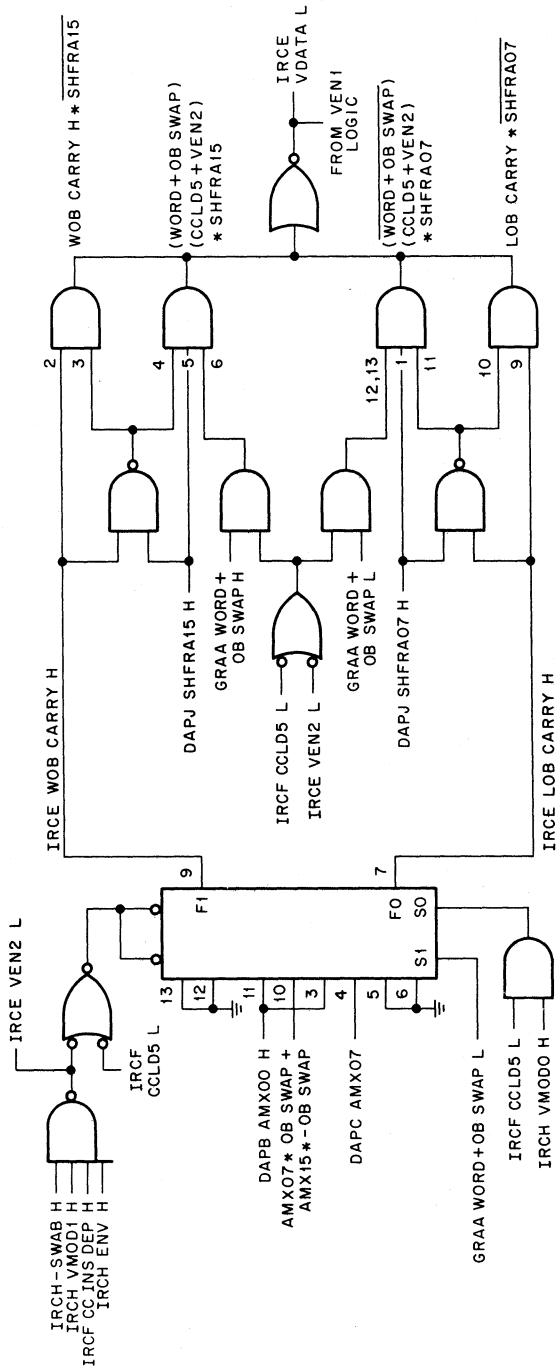 IRCH-SWAB H
IRCH VMOD1 H
IRCF CC INS DEP H
IRCH ENV H
IRCE VEN2 L
IRCF
CCLD5 L
13
12
11
10
3
4
5
6
DAPB AMX00 H
AMX07* OB SWAP +
AMX15*-OB SWAP
DAPC AMX07
GRAA WORD+OB SWAP L
IRCF CCLD5 L
IRCH VMOD0 H
F1
F0
S1
S0
9
7
IRCE WOB CARRY H
IRCE LOB CARRY H
DAPJ SHFRA15 H
GRAA WORD+
OB SWAP H
IRCF CCLD5 L
IRCE VEN2 L
GRAA WORD+
OB SWAP L
DAPJ SHFRA07 H
2
3
4
5
6
12,13
1
11
10
9
WOB CARRY H * SHFRA15
(WORD+OB SWAP)
(CCLD5+VEN2)
* SHFRA15
IRCE
VDATA L
FROM VEN1
LOGIC
(WORD+OB SWAP)
(CCLD5+VEN2)
* SHFRA07
LOB CARRY * SHFRA07